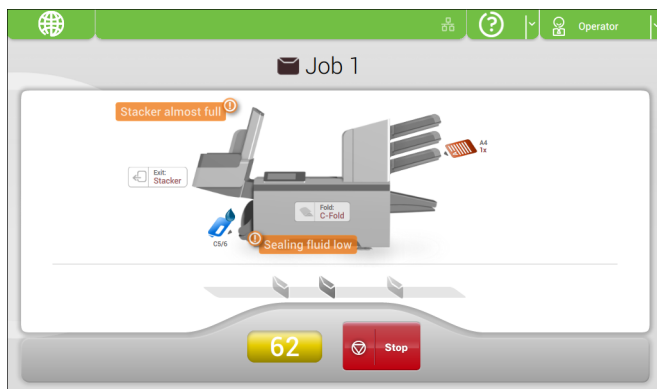 Operator
Job 1
Stacker almost full
A4
1x
Exit:
Stacker
Fold:
C-Fold
C5/6
Sealing fluid low
62
Stop